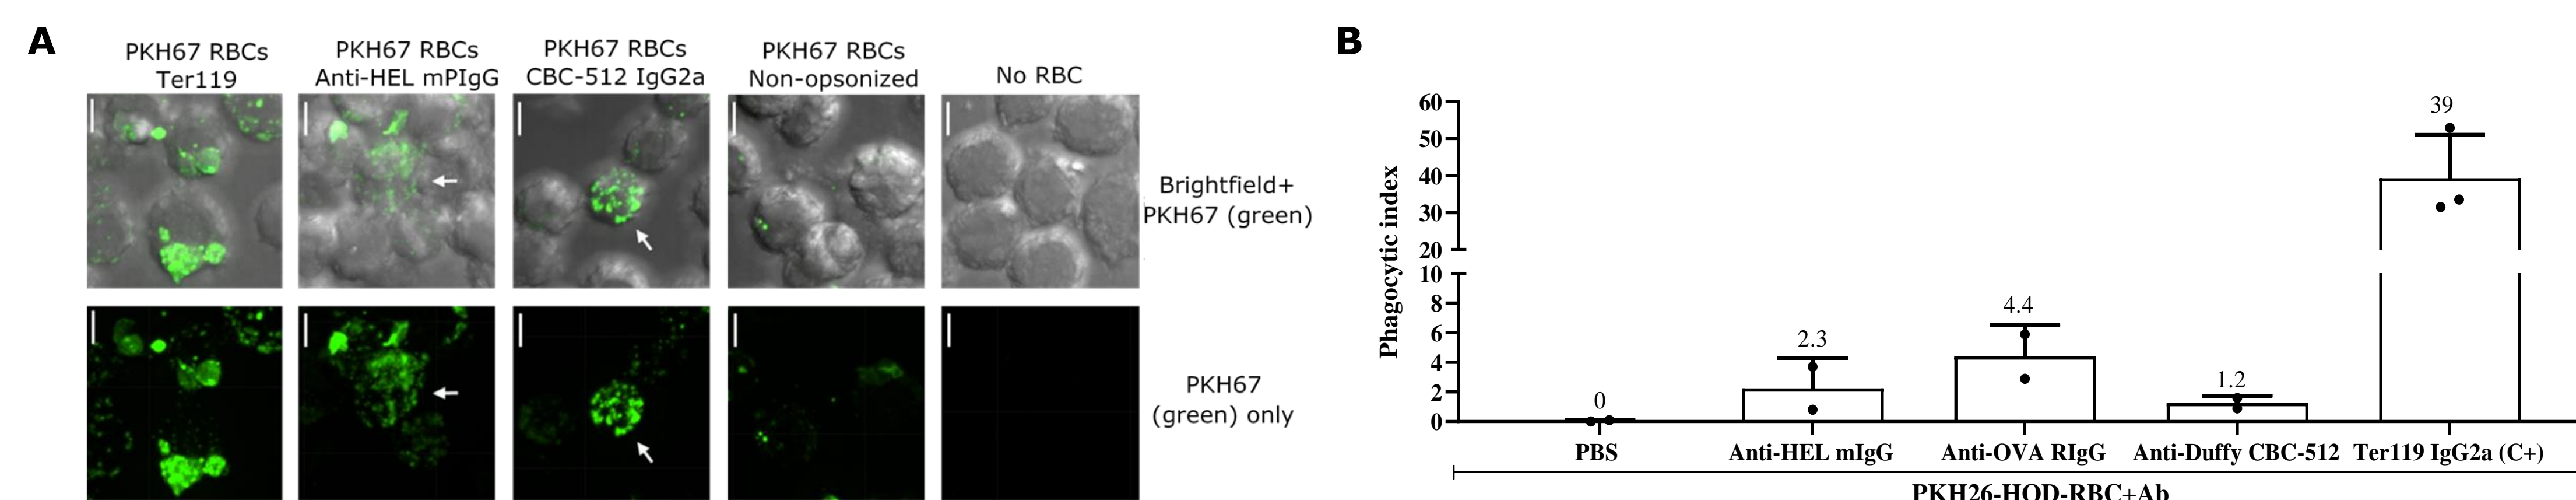 A
PKH67 RBCs
Ter119
PKH67 RBCs
Anti-HEL mPIgG
PKH67 RBCs
CBC-512 IgG2a
PKH67 RBCs
Non-opsonized
No RBC
Brightfield+
PKH67 (green)
PKH67
(green) only
B
Phagocytic index
60
50
40
30
20
10
8
6
4
2
0
0
2.3
4.4
1.2
39
PBS
Anti-HEL mIgG
Anti-OVA RIgG
Anti-Duffy CBC-512
Ter119 IgG2a (C+)
PKH26-HOD-RBC+Ab